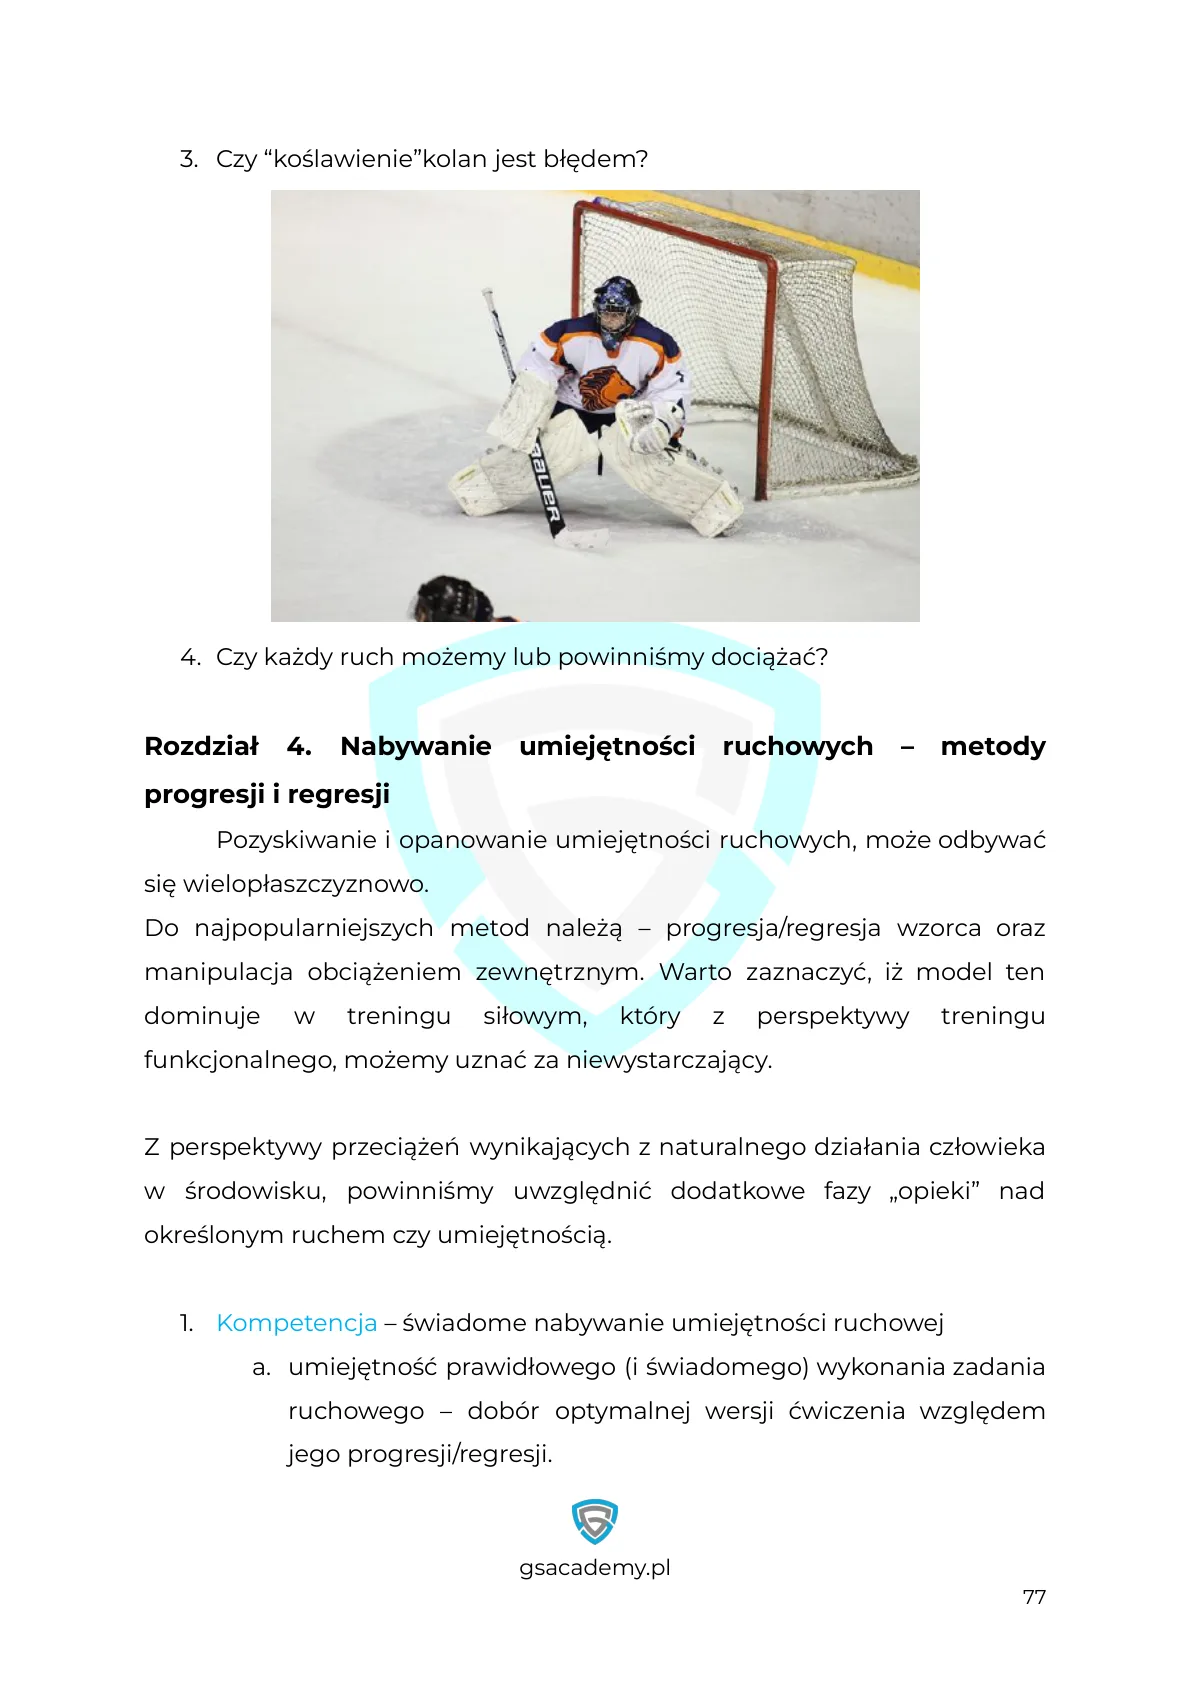 3. Czy “koślawienie”kolan jest błędem?
BAUER
4. Czy każdy ruch możemy lub powinniśmy dociążać?
Rozdział 4. Nabywanie umiejętności ruchowych – metody
progresji i regresji
Pozyskiwanie i opanowanie umiejętności ruchowych, może odbywać
się wielopłaszczyznowo.
Do najpopularniejszych metod należą – progresja/regresja wzorca oraz
manipulacja obciążeniem zewnętrznym. Warto zaznaczyć, iż model ten
dominuje w treningu siłowym, który z perspektywy treningu
funkcjonalnego, możemy uznać za niewystarczający.
Z perspektywy przeciążeń wynikających z naturalnego działania człowieka
w środowisku, powinniśmy uwzględnić dodatkowe fazy „opieki” nad
określonym ruchem czy umiejętnością.
1. Kompetencja – świadome nabywanie umiejętności ruchowej
a. umiejętność prawidłowego (i świadomego) wykonania zadania
ruchowego – dobór optymalnej wersji ćwiczenia względem
jego progresji/regresji.
gsacademy.pl
77